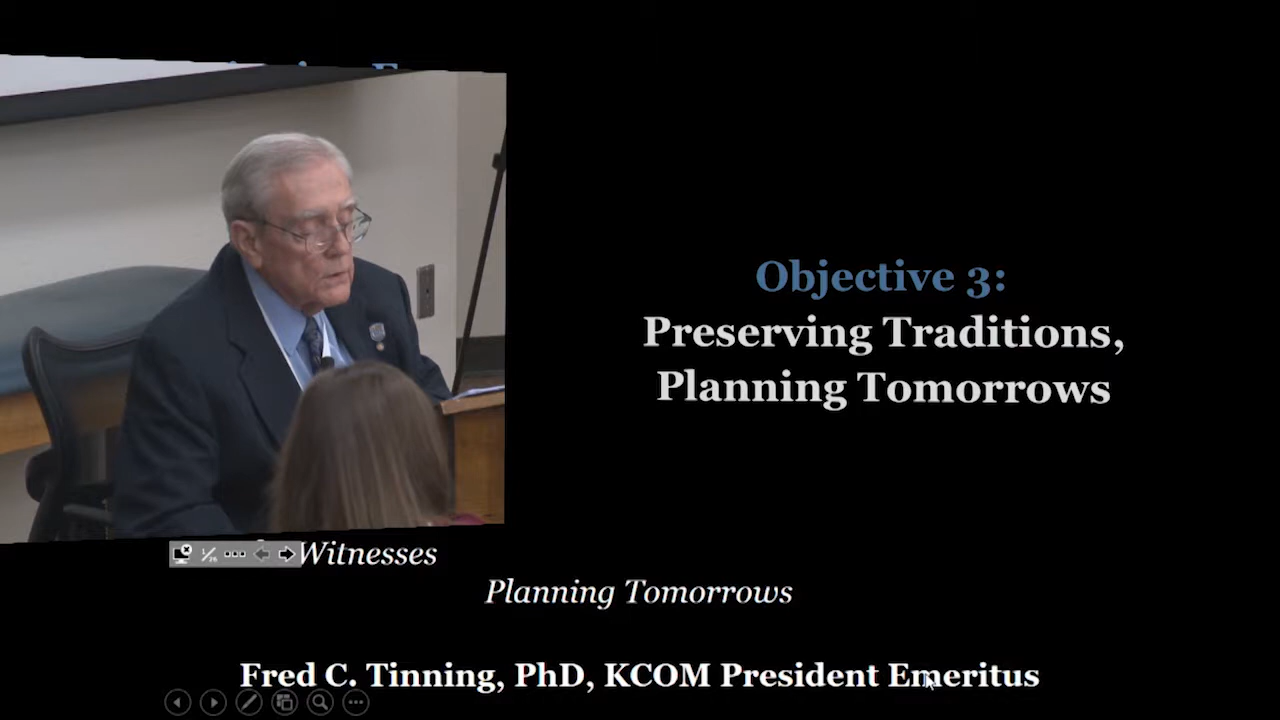 Objective 3:
Preserving Traditions,
Planning Tomorrows
Witnesses
Planning Tomorrows
Fred C. Tinning, PhD, KCOM President Emeritus